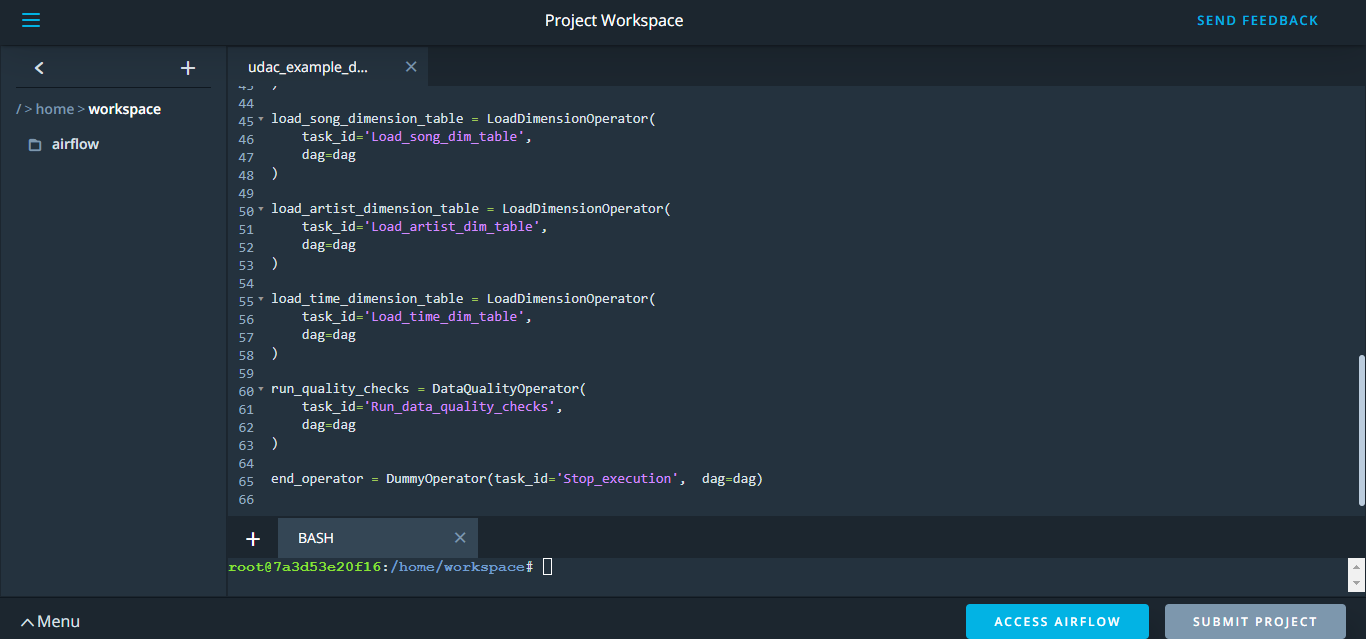 Project Workspace
SEND FEEDBACK
/ > home > workspace
airflow
udac_example_d...
44
45 load_song_dimension_table = LoadDimensionOperator(
46     task_id='Load_song_dim_table',
47     dag=dag
48 )
49
50 load_artist_dimension_table = LoadDimensionOperator(
51     task_id='Load_artist_dim_table',
52     dag=dag
53 )
54
55 load_time_dimension_table = LoadDimensionOperator(
56     task_id='Load_time_dim_table',
57     dag=dag
58 )
59
60 run_quality_checks = DataQualityOperator(
61     task_id='Run_data_quality_checks',
62     dag=dag
63 )
64
65 end_operator = DummyOperator(task_id='Stop_execution',  dag=dag)
66
BASH
root@7a3d53e20f16:/home/workspace#
Menu
ACCESS AIRFLOW
SUBMIT PROJECT